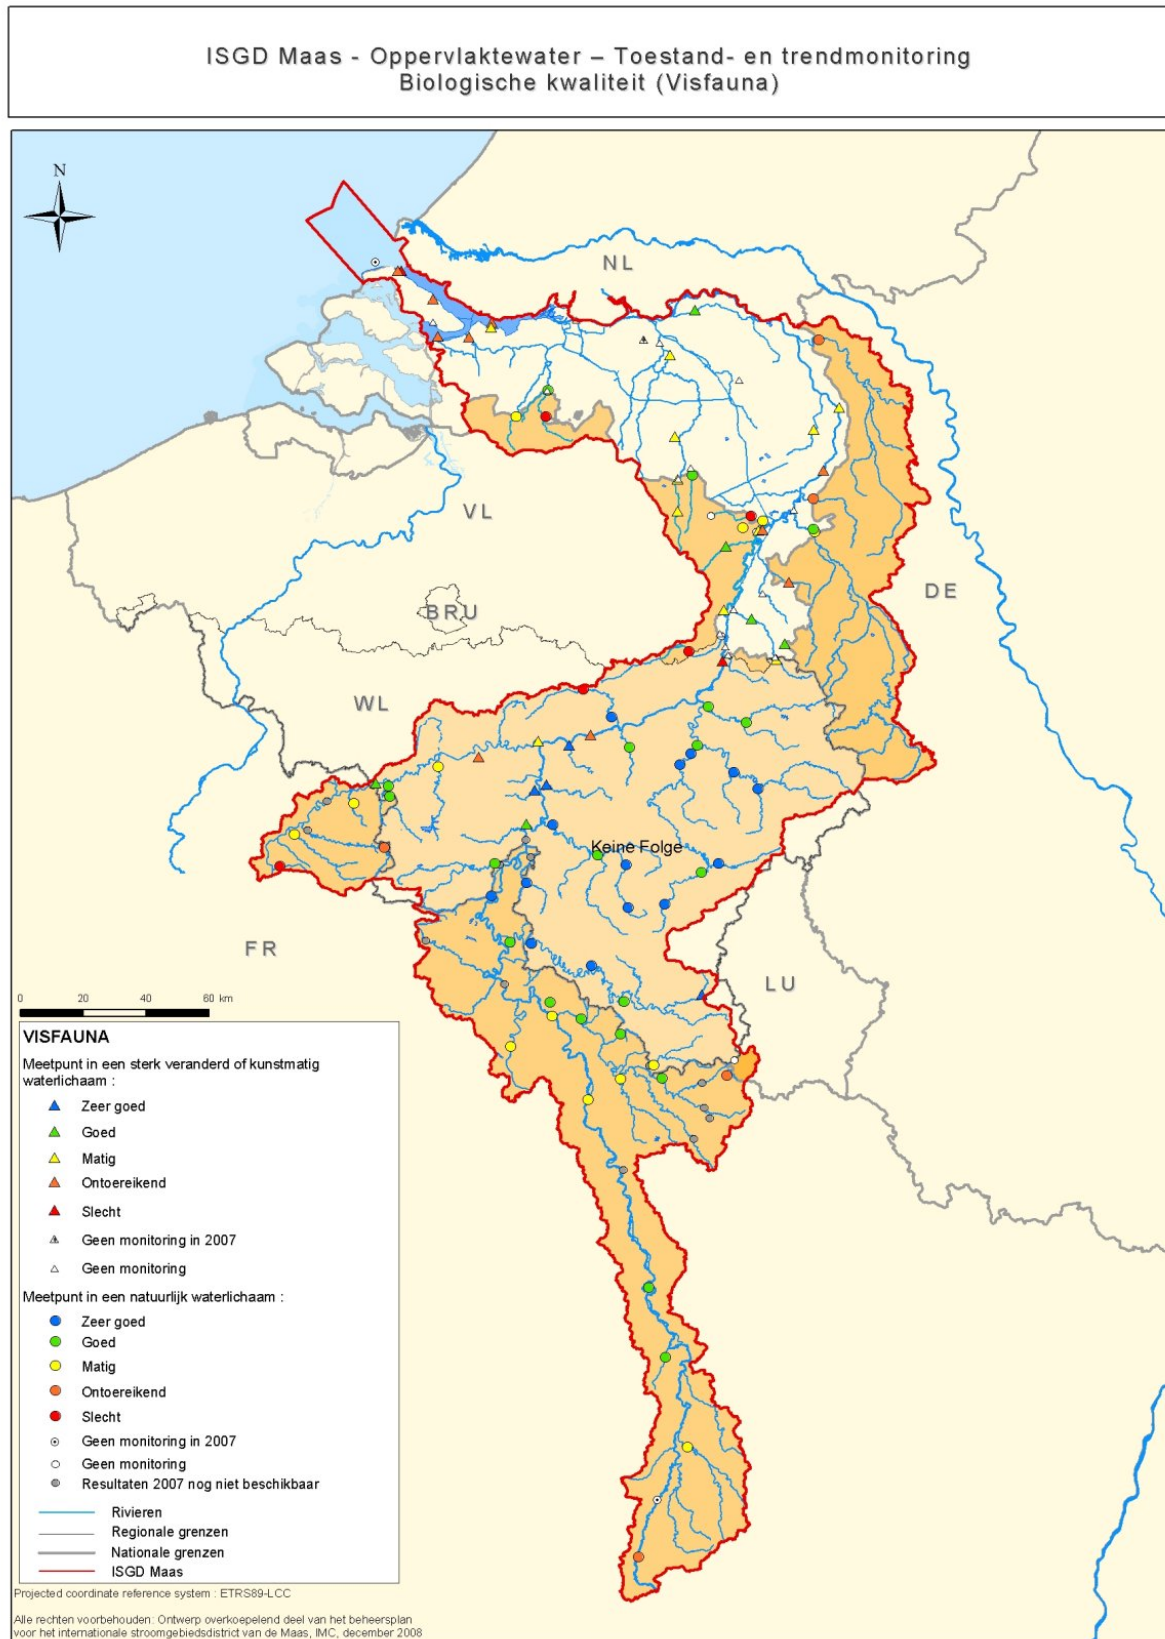 ISGD Maas - Oppervlaktewater – Toestand- en trendmonitoring
Biologische kwaliteit (Visfauna)
N
NL
VL
DE
BRU
WL
Keine Folge
FR
LU
0 20 40 60 km
VISFAUNA
Meetpunt in een sterk veranderd of kunstmatig
waterlichaam :
Zeer goed
Goed
Matig
Ontoereikend
Slecht
Geen monitoring in 2007
Geen monitoring
Meetpunt in een natuurlijk waterlichaam :
Zeer goed
Goed
Matig
Ontoereikend
Slecht
Geen monitoring in 2007
Geen monitoring
Resultaten 2007 nog niet beschikbaar
Rivieren
Regionale grenzen
Nationale grenzen
ISGD Maas
Projected coordinate reference system : ETRS89-LCC
Alle rechten voorbehouden: Ontwerp overkoepelend deel van het beheersplan
voor het internationale stroomgebiedsdistrict van de Maas, IMC, december 2008